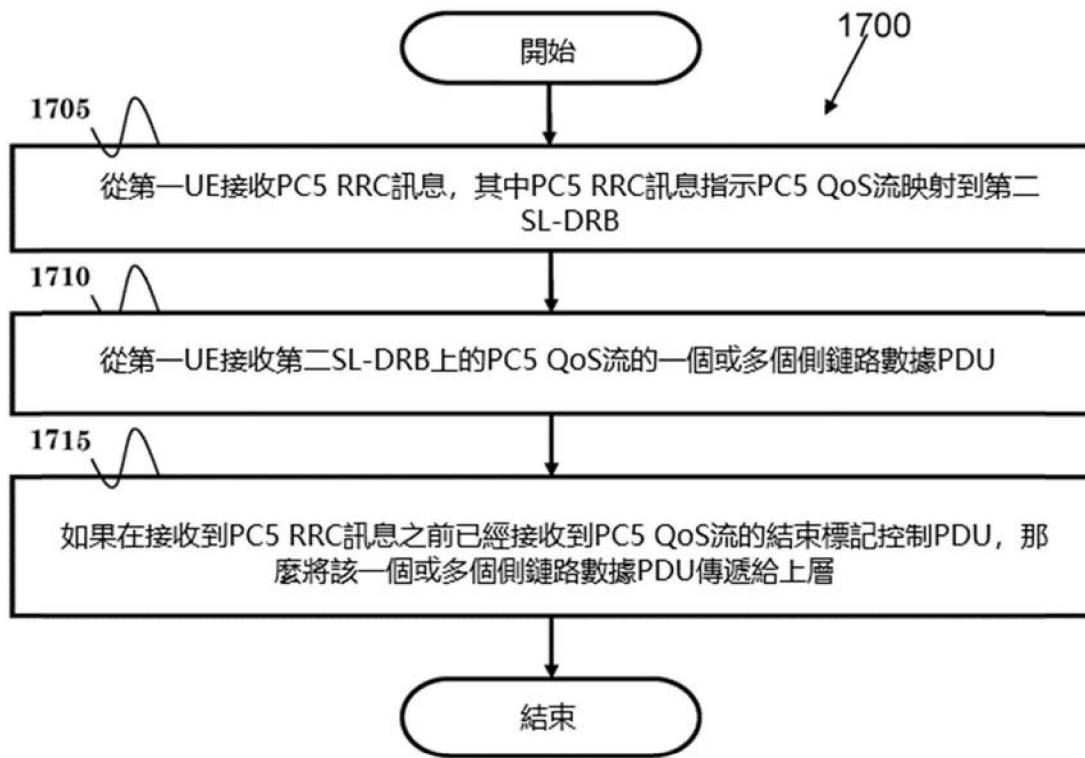 1700
開始
1705
從第一UE接收PC5 RRC訊息，其中PC5 RRC訊息指示PC5 QoS流映射到第二
SL-DRB
1710
從第一UE接收第二SL-DRB上的PC5 QoS流的一個或多個側鏈路數據PDU
1715
如果在接收到PC5 RRC訊息之前已經接收到PC5 QoS流的結束標記控制PDU，那
麼將該一個或多個側鏈路數據PDU傳遞給上層
結束